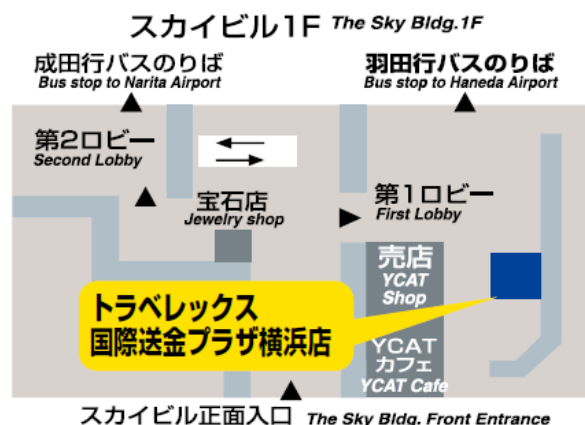 スカイビル1F The Sky Bldg.1F
成田行バスのりば
Bus stop to Narita Airport
羽田行バスのりば
Bus stop to Haneda Airport
第2ロビー
Second Lobby
宝石店
Jewelry shop
第1ロビー
First Lobby
売店
YCAT
Shop
トラベレックス
国際送金プラザ横浜店
YCAT
カフェ
YCAT Cafe
スカイビル正面入口 The Sky Bldg. Front Entrance